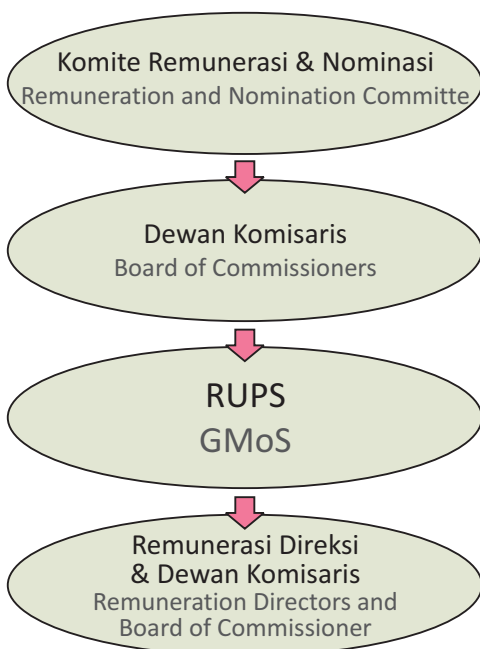 Komite Remunerasi & Nominasi
Remuneration and Nomination Committe
Dewan Komisaris
Board of Commissioners
RUPS
GMoS
Remunerasi Direksi
& Dewan Komisaris
Remuneration Directors and
Board of Commissioner